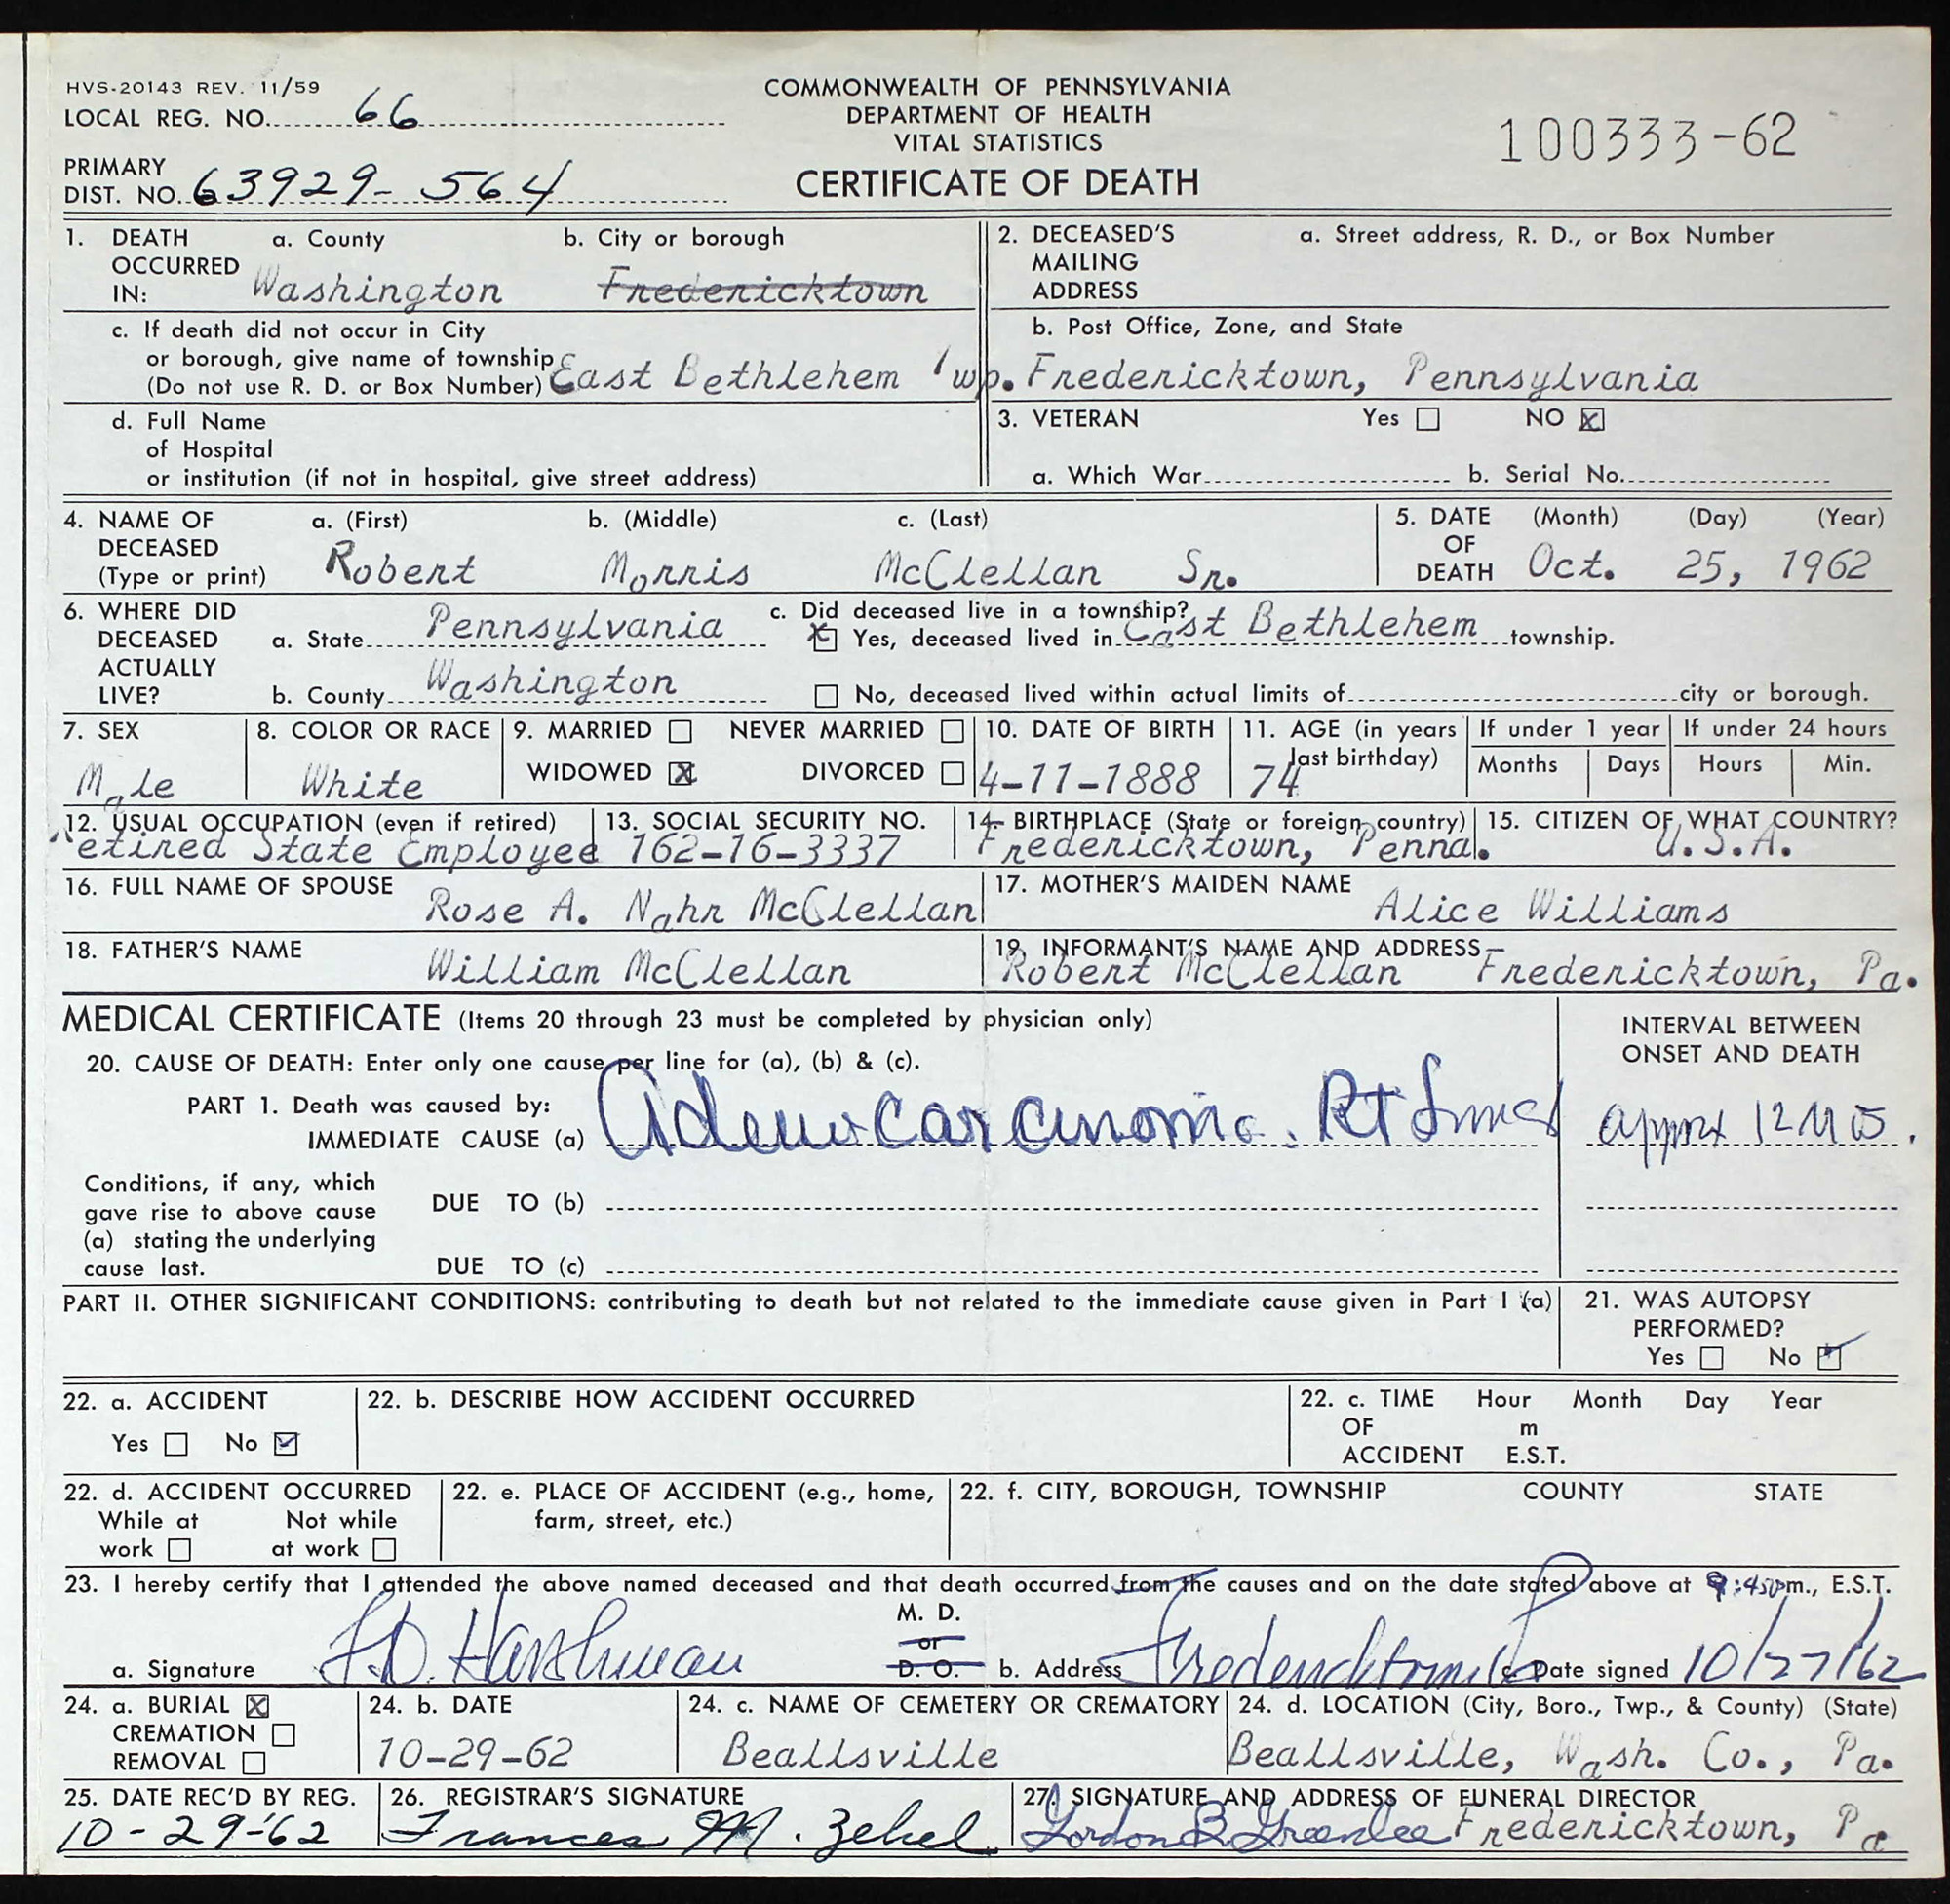 HVS-20143 REV. 11/59
LOCAL REG. NO. 66
PRIMARY
DIST. NO. 63929-564
COMMONWEALTH OF PENNSYLVANIA
DEPARTMENT OF HEALTH
VITAL STATISTICS
CERTIFICATE OF DEATH
100333-62
1. DEATH OCCURRED IN: a. County Washington b. City or borough Fredericktown
c. If death did not occur in City
or borough, give name of township
(Do not use R. D. or Box Number) East Bethlehem Twp.
d. Full Name
of Hospital
or institution (if not in hospital, give street address)
2. DECEASED'S MAILING ADDRESS a. Street address, R. D., or Box Number
b. Post Office, Zone, and State
Fredericktown, Pennsylvania
3. VETERAN Yes ☐ NO ☒
a. Which War b. Serial No.
4. NAME OF DECEASED (Type or print) a. (First) Robert b. (Middle) Morris c. (Last) McClellan Sr.
5. DATE OF DEATH (Month) (Day) (Year) Oct. 25, 1962
6. WHERE DID DECEASED ACTUALLY LIVE? a. State Pennsylvania
b. County Washington
c. Did deceased live in a township?
☒ Yes, deceased lived in East Bethlehem township.
☐ No, deceased lived within actual limits of city or borough.
7. SEX Male
8. COLOR OR RACE White
9. MARRIED ☐ NEVER MARRIED ☐
WIDOWED ☒ DIVORCED ☐
10. DATE OF BIRTH 4-11-1888
11. AGE (in years last birthday) 74
If under 1 year Months Days
If under 24 hours Hours Min.
12. USUAL OCCUPATION (even if retired) Retired State Employee
13. SOCIAL SECURITY NO. 162-16-3337
14. BIRTHPLACE (State or foreign country) Fredericktown, Penna.
15. CITIZEN OF WHAT COUNTRY? U.S.A.
16. FULL NAME OF SPOUSE Rose A. Nahr McClellan
17. MOTHER'S MAIDEN NAME Alice Williams
18. FATHER'S NAME William McClellan
19. INFORMANT'S NAME AND ADDRESS Robert McClellan Fredericktown, Pa.
MEDICAL CERTIFICATE (Items 20 through 23 must be completed by physician only)
INTERVAL BETWEEN
ONSET AND DEATH
20. CAUSE OF DEATH: Enter only one cause per line for (a), (b) & (c).
PART 1. Death was caused by:
IMMEDIATE CAUSE (a) Adenocarcinoma. RT approx 12
Conditions, if any, which
gave rise to above cause
(a) stating the underlying
cause last.
DUE TO (b)
DUE TO (c)
PART II. OTHER SIGNIFICANT CONDITIONS: contributing to death but not related to the immediate cause given in Part I (a)
21. WAS AUTOPSY
PERFORMED?
Yes ☐ No ☑
22. a. ACCIDENT
Yes ☐ No ☑
22. b. DESCRIBE HOW ACCIDENT OCCURRED
22. c. TIME OF ACCIDENT Hour Month Day Year
m
E.S.T.
22. d. ACCIDENT OCCURRED
While at work ☐ Not while at work ☐
22. e. PLACE OF ACCIDENT (e.g., home,
farm, street, etc.)
22. f. CITY, BOROUGH, TOWNSHIP COUNTY STATE
23. I hereby certify that I attended the above named deceased and that death occurred from the causes and on the date stated above at 9:45 p m., E.S.T.
a. Signature F.D. Harshman M. D. or D. O. b. Address Fredericktown Pa c. Date signed 10/27/62
24. a. BURIAL ☒
CREMATION ☐
REMOVAL ☐
24. b. DATE 10-29-62
24. c. NAME OF CEMETERY OR CREMATORY Beallsville
24. d. LOCATION (City, Boro., Twp., & County) (State) Beallsville, Wash. Co., Pa.
25. DATE REC'D BY REG. 10-29-'62
26. REGISTRAR'S SIGNATURE Frances M. Zekel
27. SIGNATURE AND ADDRESS OF FUNERAL DIRECTOR Gordon B Greenlee Fredericktown, Pa